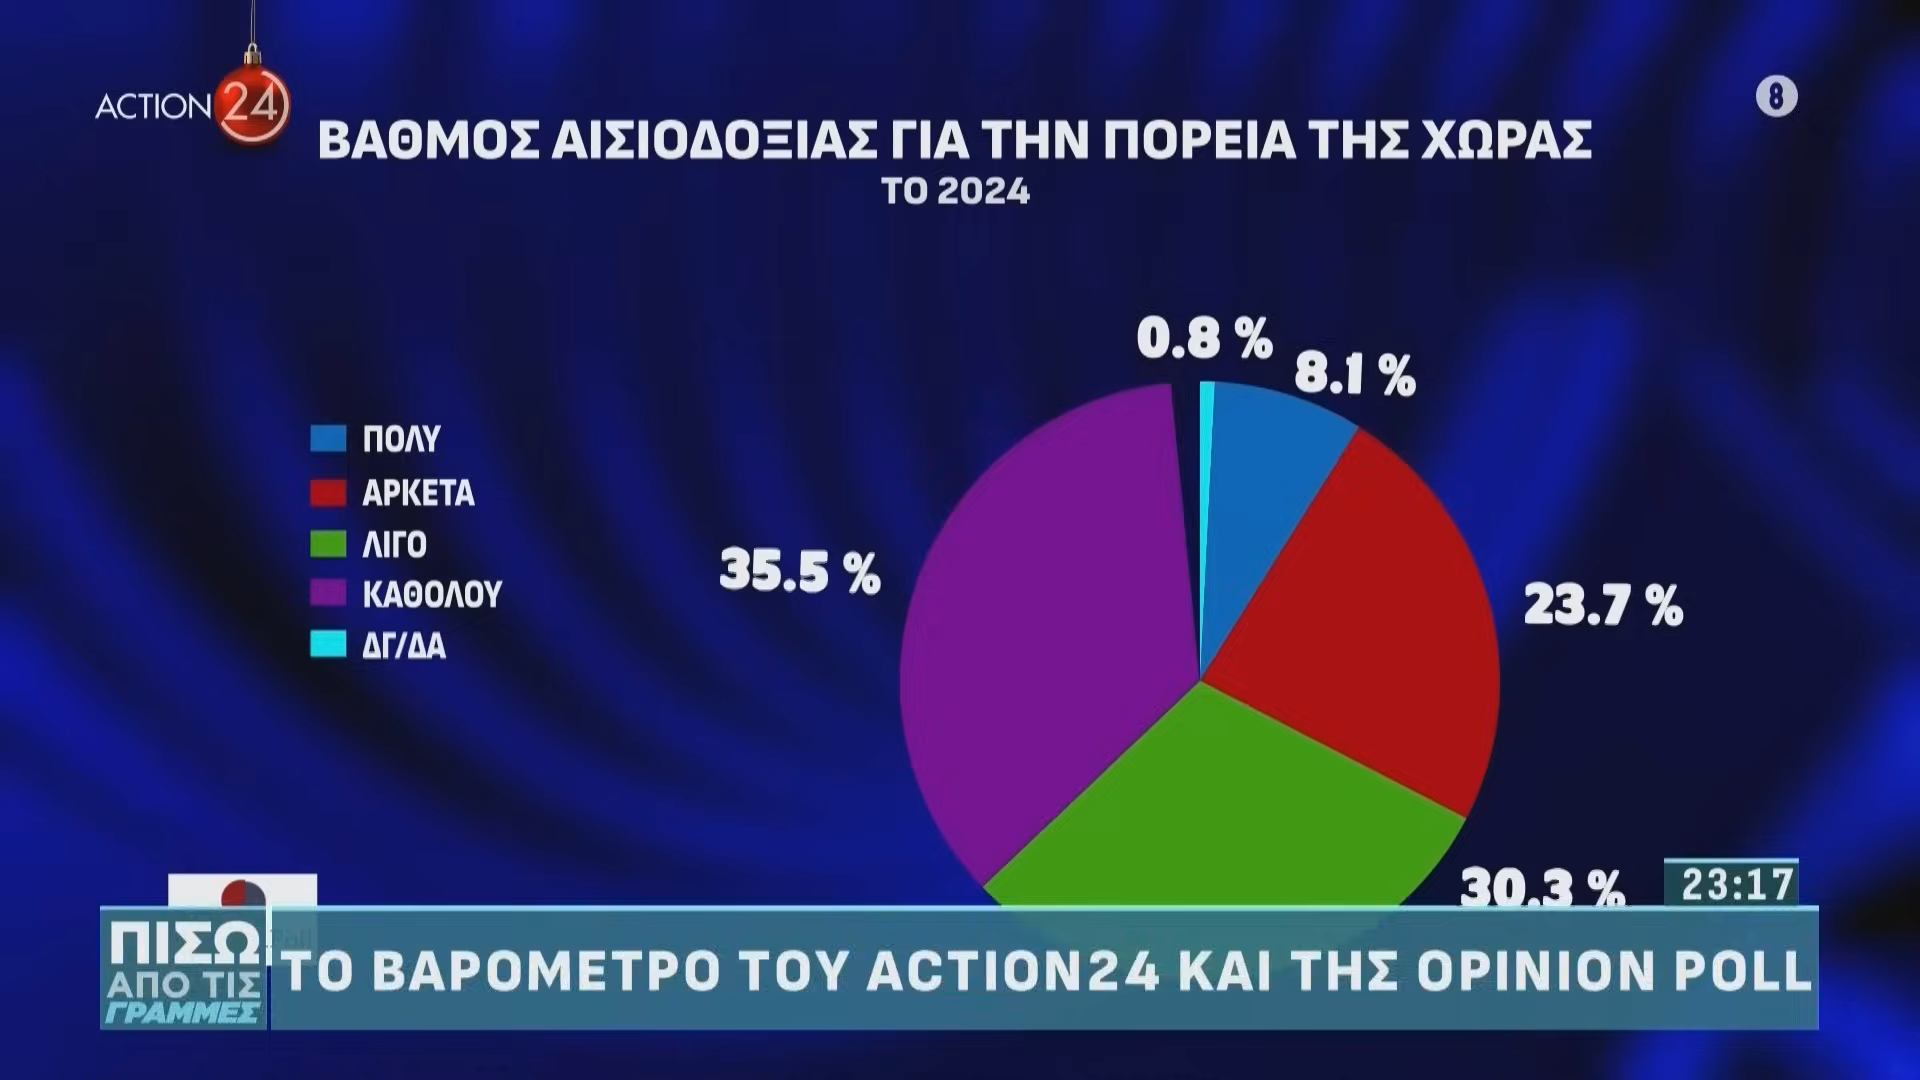 ACTION 24
8
ΒΑΘΜΟΣ ΑΙΣΙΟΔΟΞΙΑΣ ΓΙΑ ΤΗΝ ΠΟΡΕΙΑ ΤΗΣ ΧΩΡΑΣ
ΤΟ 2024
0.8 %
8.1 %
ΠΟΛΥ
ΑΡΚΕΤΑ
ΛΙΓΟ
ΚΑΘΟΛΟΥ
ΔΓ/ΔΑ
35.5 %
23.7 %
30.3 %
23:17
ΠΙΣΩ
ΑΠΟ ΤΙΣ
ΓΡΑΜΜΕΣ
ΤΟ ΒΑΡΟΜΕΤΡΟ ΤΟΥ ACTION24 ΚΑΙ ΤΗΣ OPINION POLL